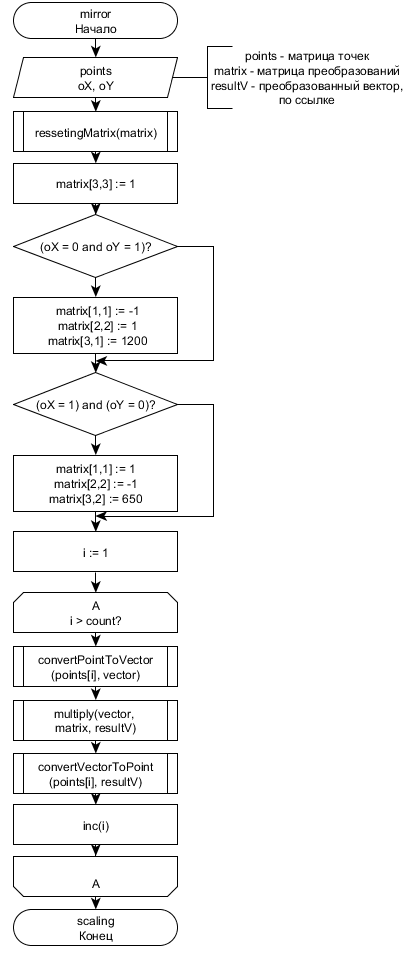 mirror
Начало
points
oX, oY
points - матрица точек
matrix - матрица преобразований
resultV - преобразованный вектор,
по ссылке
ressetingMatrix(matrix)
matrix[3,3] := 1
(oX = 0 and oY = 1)?
matrix[1,1] := -1
matrix[2,2] := 1
matrix[3,1] := 1200
(oX = 1) and (oY = 0)?
matrix[1,1] := 1
matrix[2,2] := -1
matrix[3,2] := 650
i := 1
A
i > count?
convertPointToVector
(points[i], vector)
multiply(vector,
matrix, resultV)
convertVectorToPoint
(points[i], resultV)
inc(i)
A
scaling
Конец